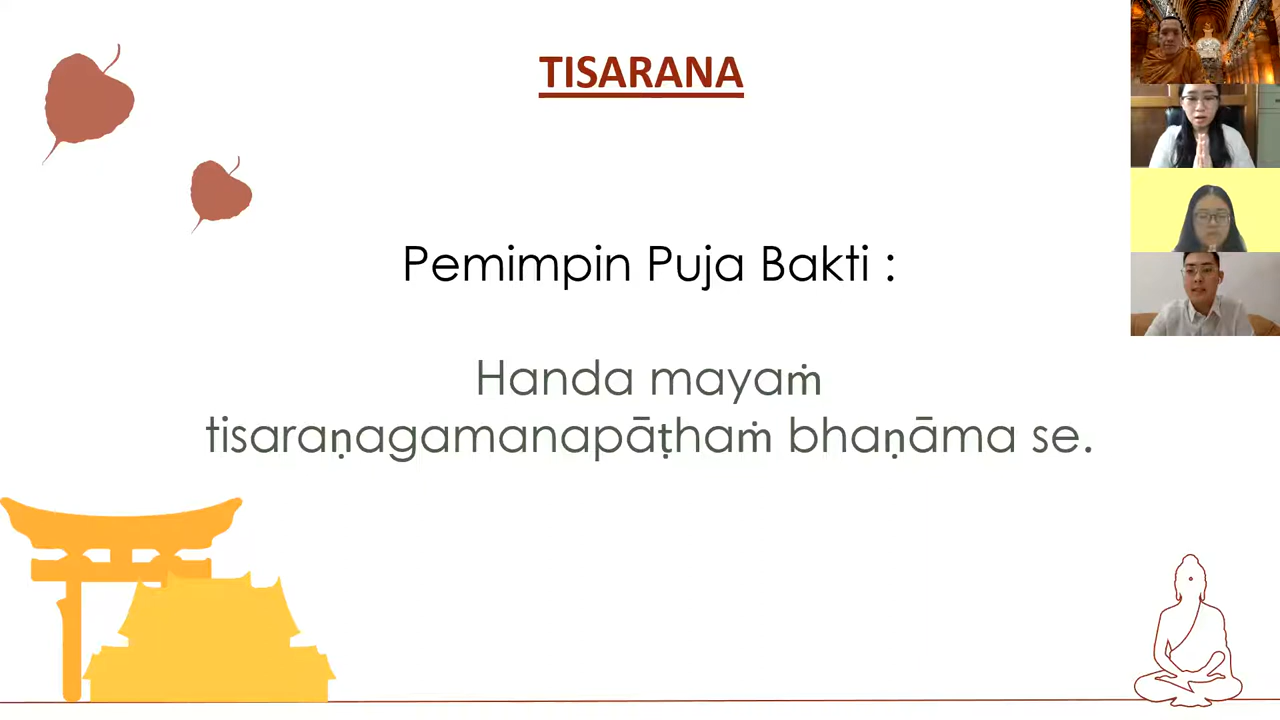 TISARANA
Pemimpin Puja Bakti :
Handa mayaṁ
tisaraṇagamanapāṭhaṁ bhaṇāma se.